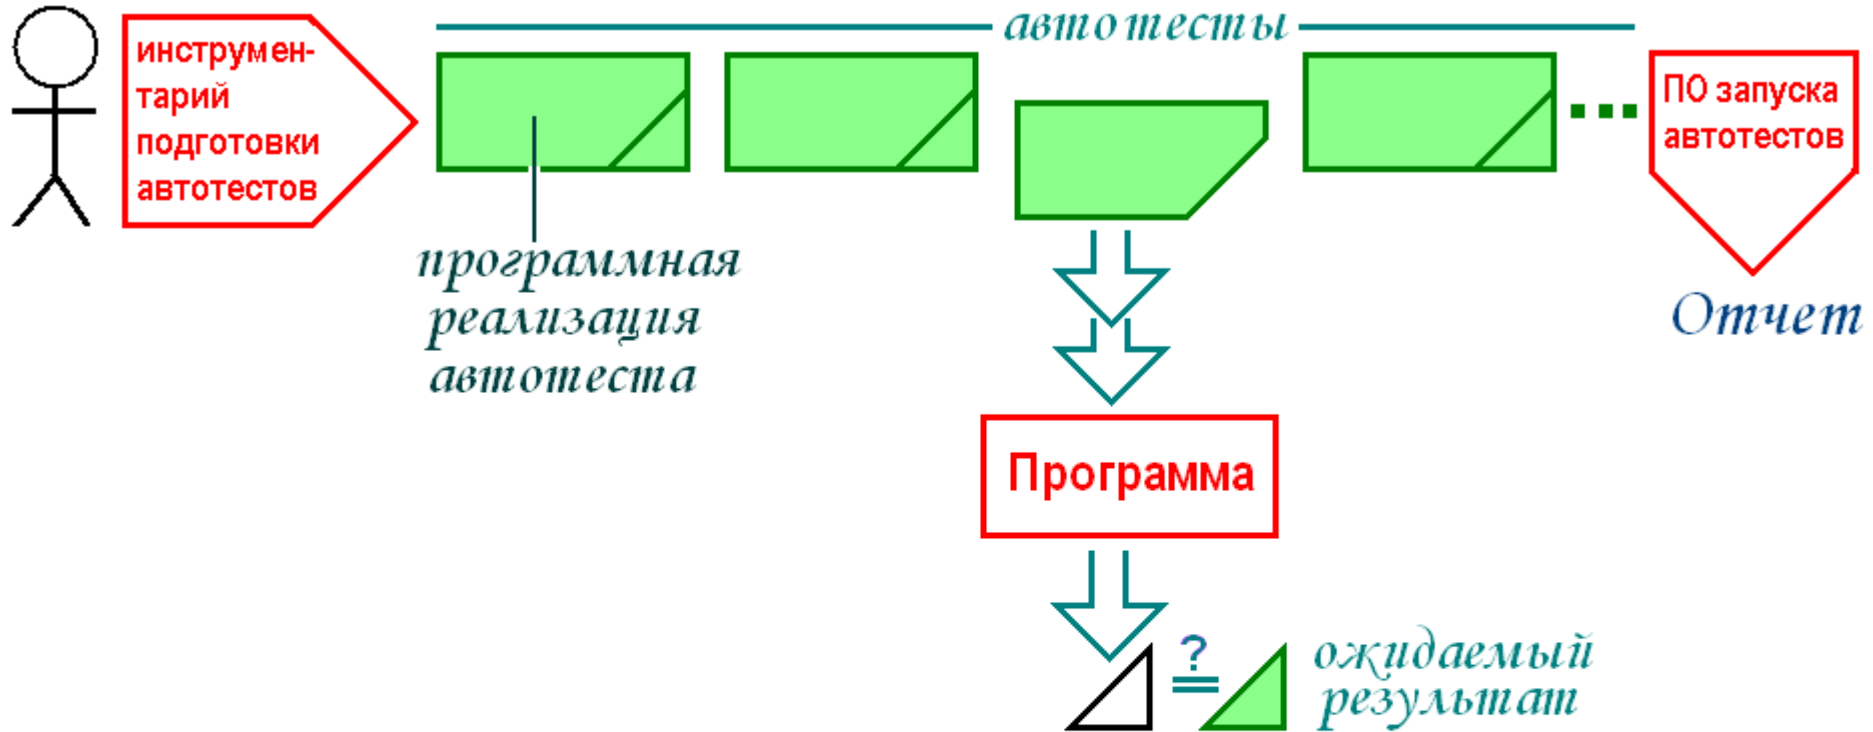 автотесты
инструмен-
тарий
подготовки
автотестов
ПО запуска
автотестов
программная
реализация
автотеста
Отчет
Программа
?
ожидаемый
результат